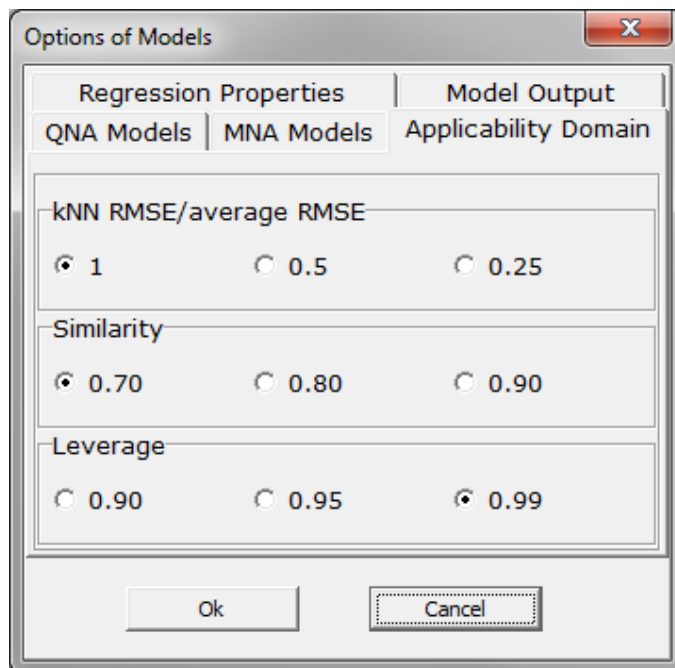 Options of Models
Regression Properties Model Output
QNA Models MNA Models Applicability Domain
kNN RMSE/average RMSE
1 0.5 0.25
Similarity
0.70 0.80 0.90
Leverage
0.90 0.95 0.99
Ok Cancel